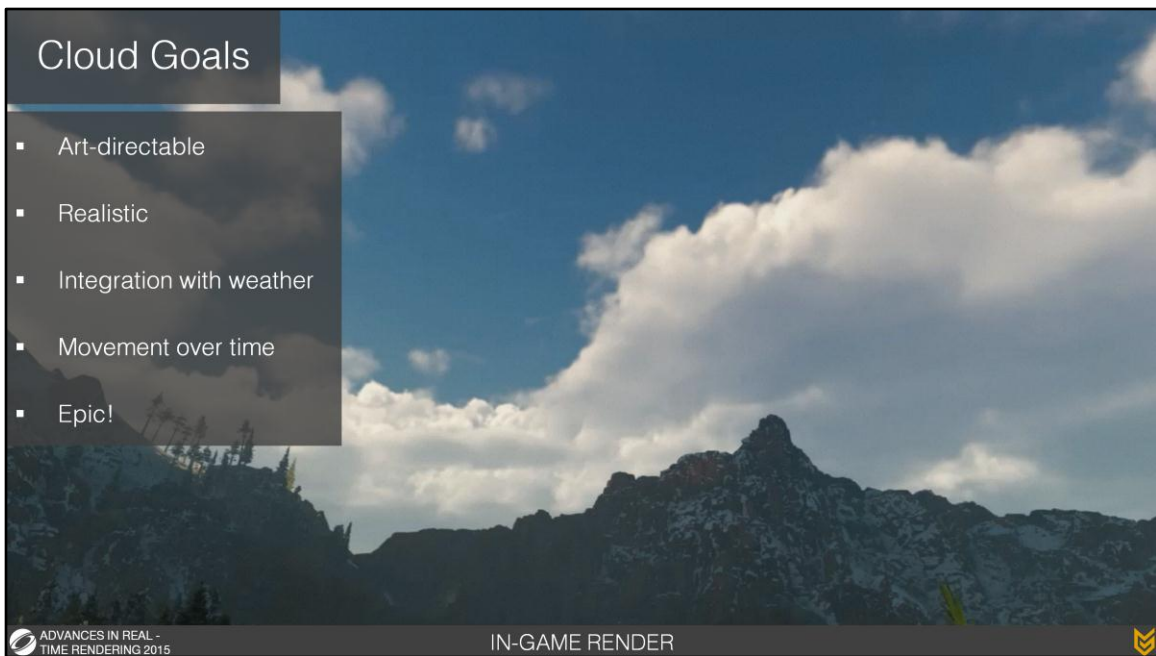 Cloud Goals
▪ Art-directable
▪ Realistic
▪ Integration with weather
▪ Movement over time
▪ Epic!
ADVANCES IN REAL -
TIME RENDERING 2015
IN-GAME RENDER